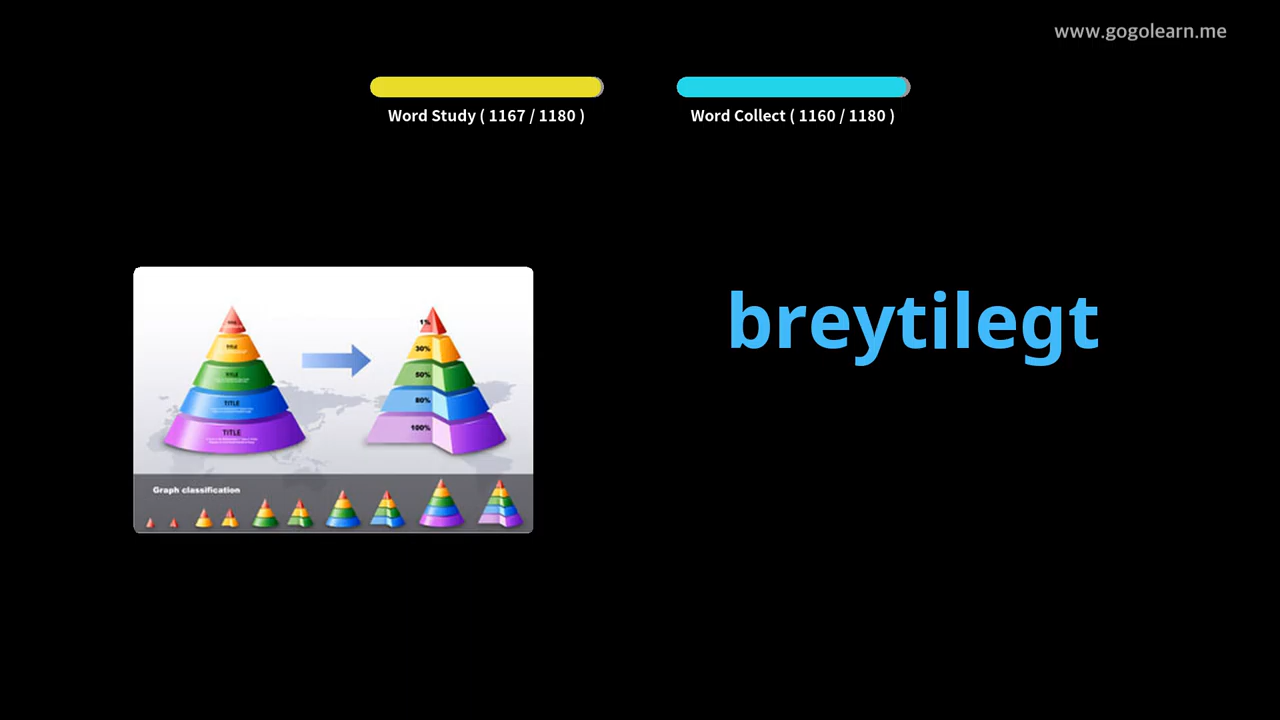 www.gogolearn.me
Word Study ( 1167 / 1180 )
Word Collect ( 1160 / 1180 )
breytilegt
1%
30%
50%
80%
100%
TITLE
TITLE
TITLE
TITLE
Graph classification